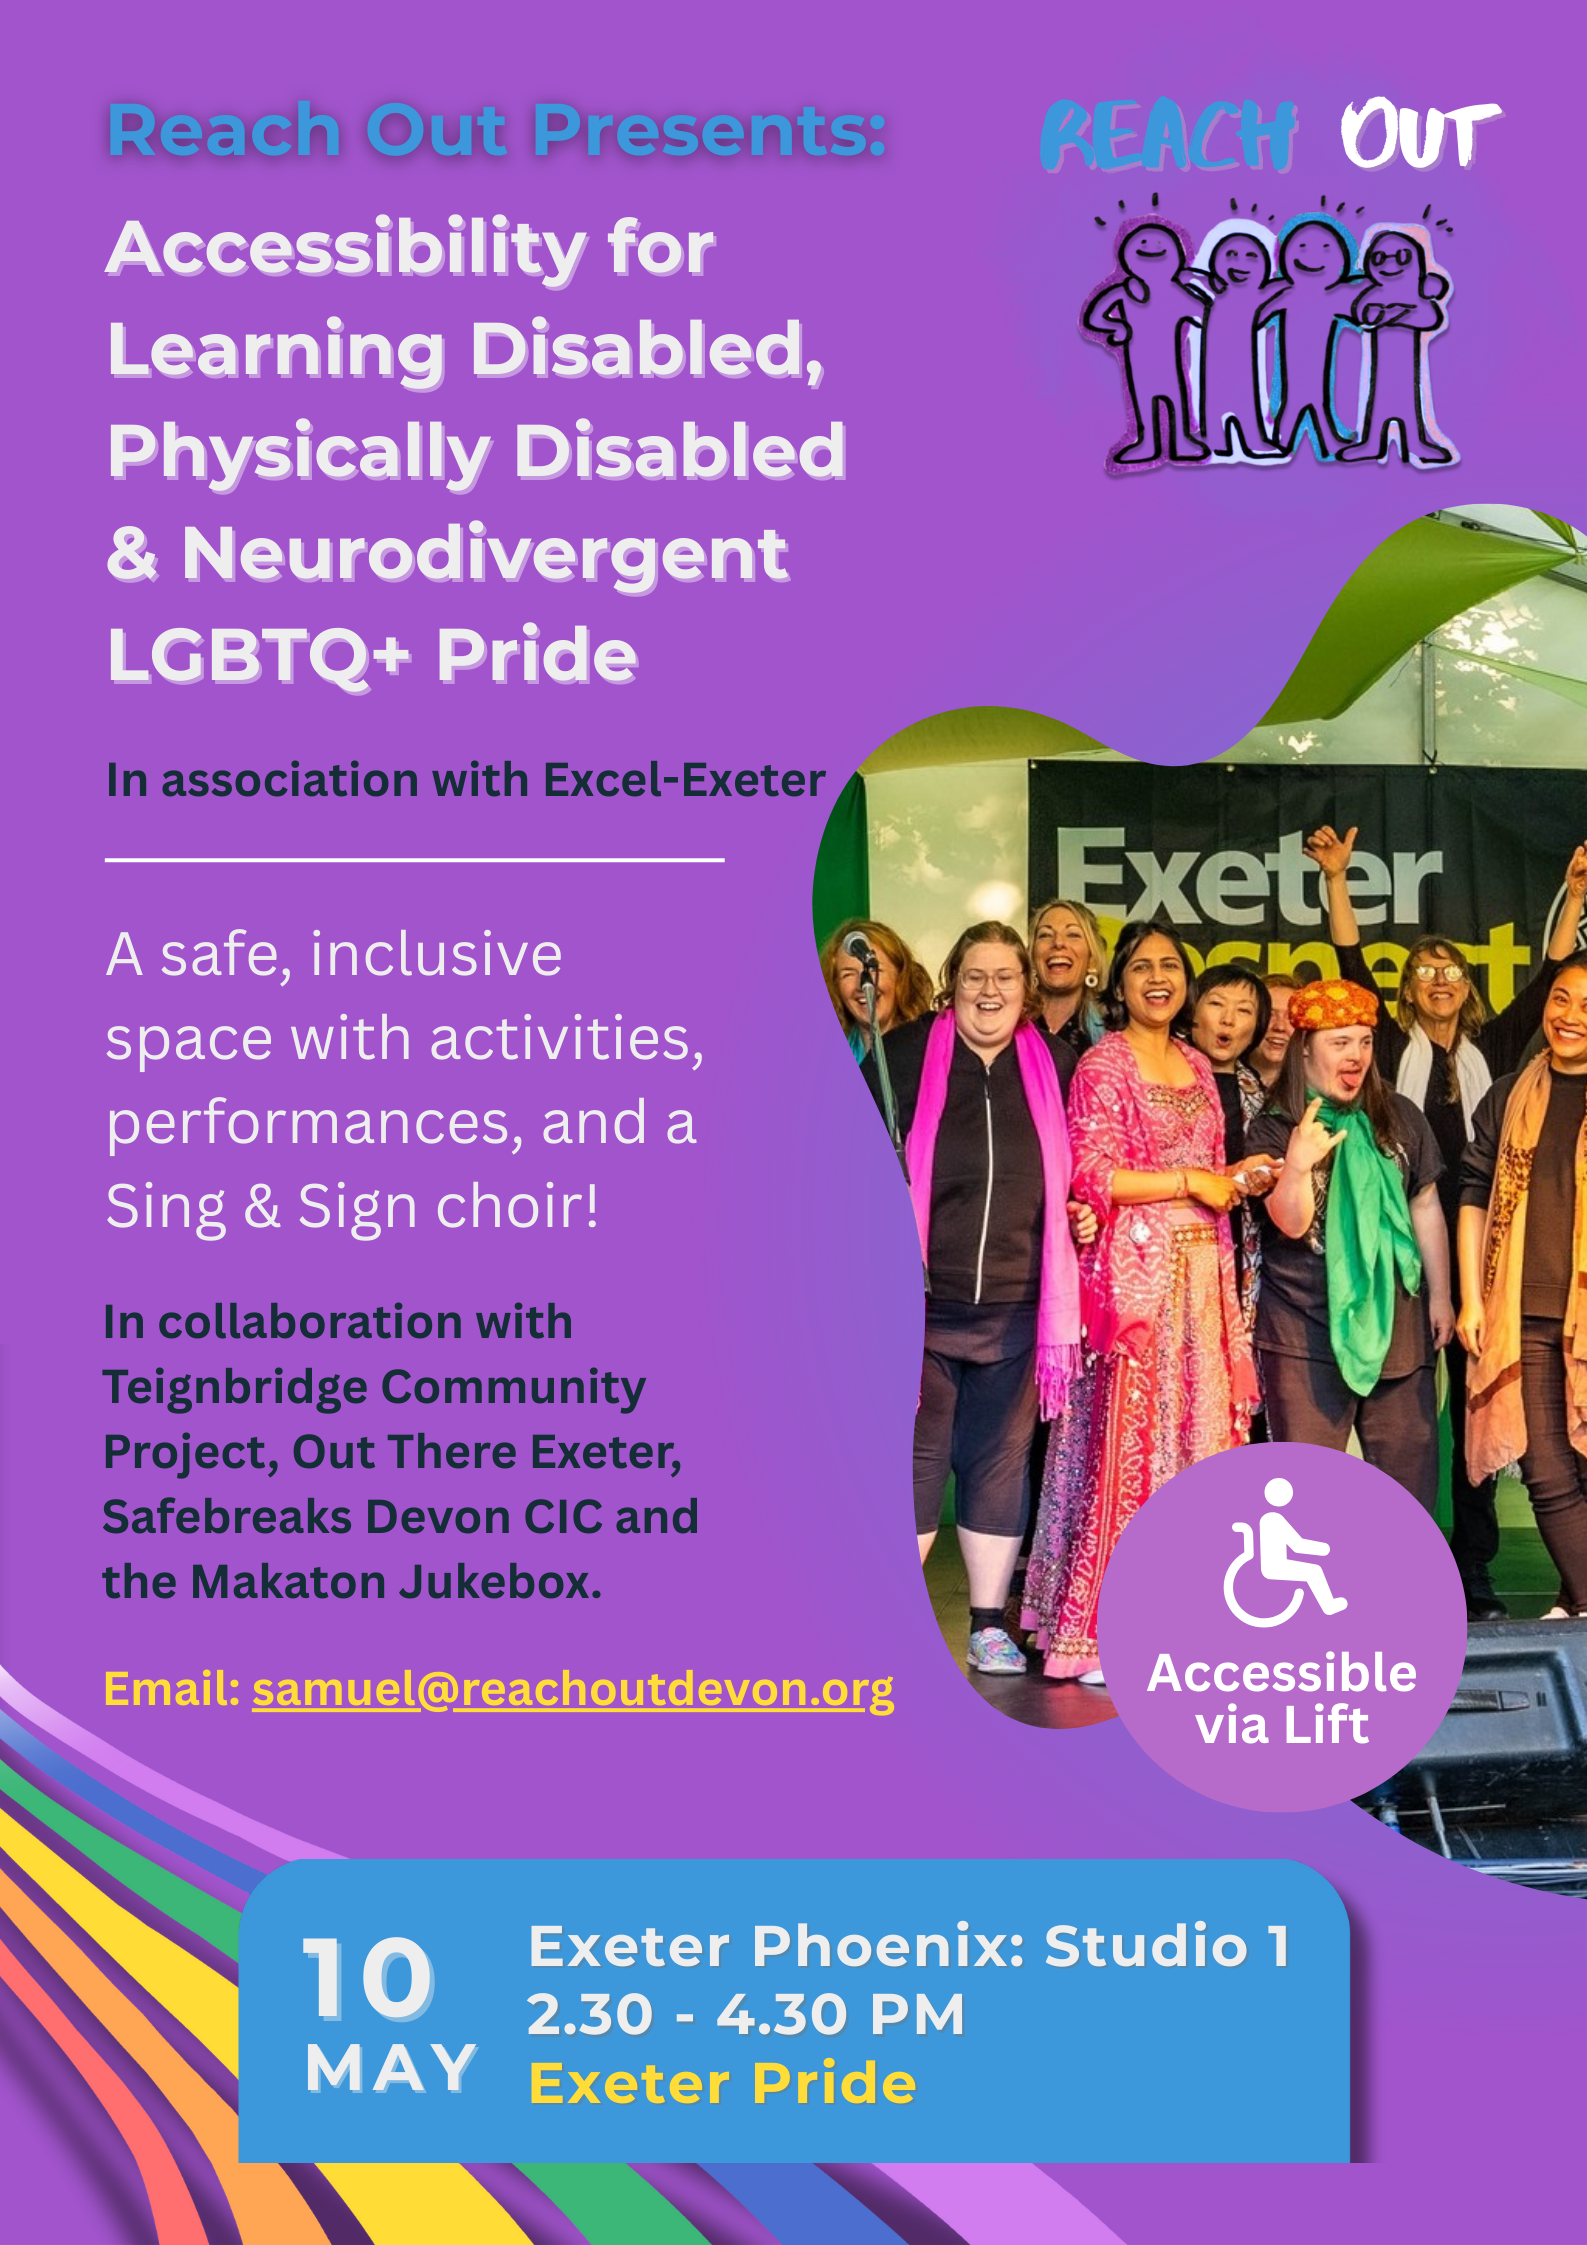 Reach Out Presents:
REACH OUT
Accessibility for
Learning Disabled,
Physically Disabled
& Neurodivergent
LGBTQ+ Pride
In association with Excel-Exeter
A safe, inclusive
space with activities,
performances, and a
Sing & Sign choir!
Exeter
Respect
In collaboration with
Teignbridge Community
Project, Out There Exeter,
Safebreaks Devon CIC and
the Makaton Jukebox.
Email: samuel@reachoutdevon.org
Accessible
via Lift
10
MAY
Exeter Phoenix: Studio 1
2.30 - 4.30 PM
Exeter Pride